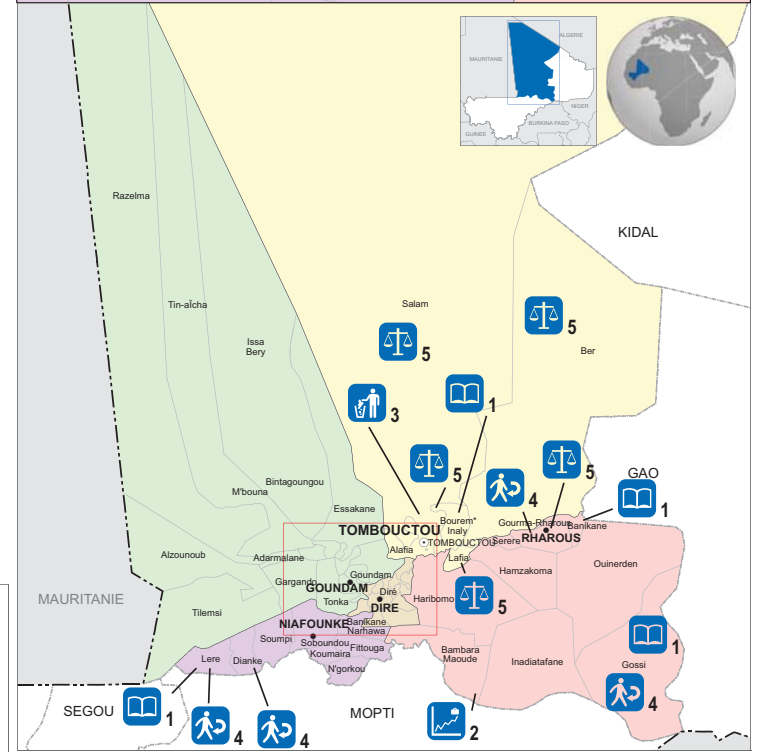 ALGERIE
MAURITANIE
NIGER
BURKINA FASO
GUINEE
Razelma
KIDAL
Tin-aÏcha
Salam
5
5
Issa
Bery
Ber
3
1
5
5
GAO
Bintagoungou
M'bouna
4
1
Essakane
Bourem*
Inaly
Gourma-Rharous
Banikane
TOMBOUCTOU
TOMBOUCTOU
Serere
RHAROUS
Alafia
Lafia
Alzounoub
Adarmalane
Ouinerden
Hamzakoma
Gargando
Goundam
GOUNDAM
Diré
MAURITANIE
Tonka
DIRE
Haribomo
5
Tilemsi
NIAFOUNKE
Banikane
Narhawa
Soumpi
Soboundou
Koumaira
Fittouga
Bambara
Maoude
1
Lere
Dianke
Inadiatafane
Gossi
N'gorkou
4
SEGOU
1
MOPTI
4
4
2